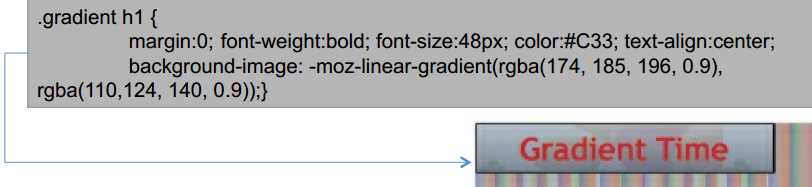 .gradient h1 {
margin:0; font-weight:bold; font-size:48px; color:#C33; text-align:center;
background-image: -moz-linear-gradient(rgba(174, 185, 196, 0.9),
rgba(110,124, 140, 0.9));}
Gradient Time